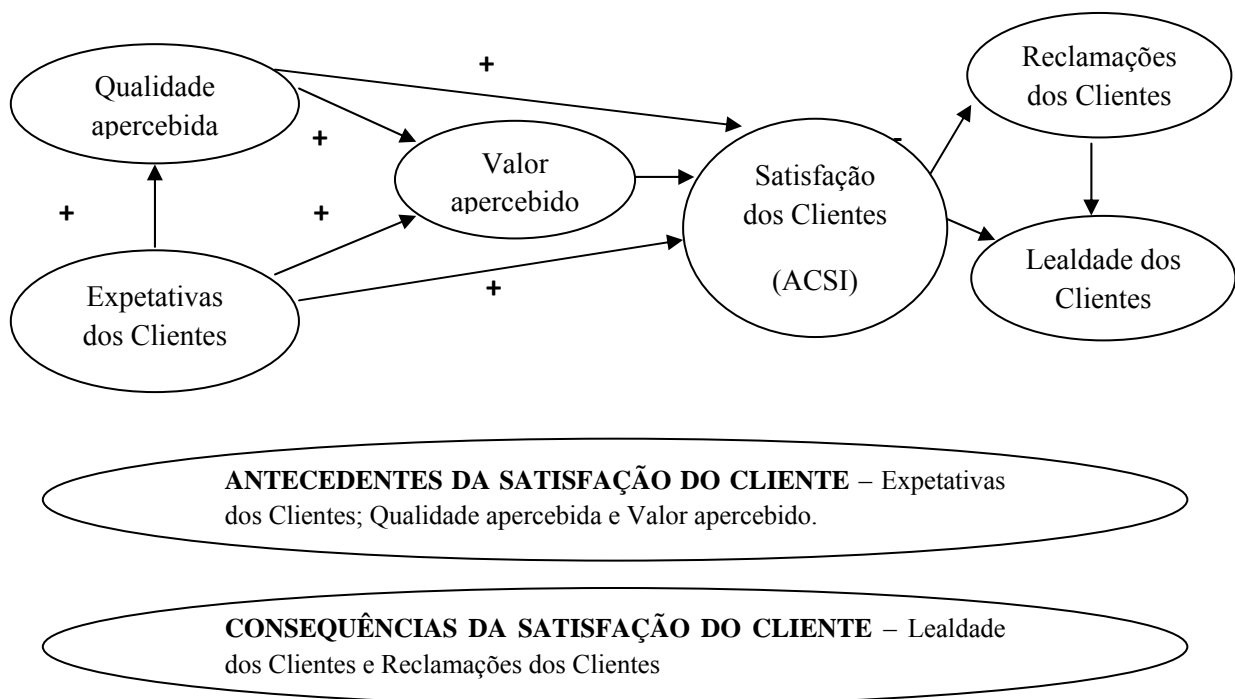 +
Qualidade
apercebida
+
Valor
apercebido
+
+
Expetativas
dos Clientes
+
Satisfação
dos Clientes
(ACSI)
-
Reclamações
dos Clientes
Lealdade dos
Clientes
ANTECEDENTES DA SATISFAÇÃO DO CLIENTE – Expetativas
dos Clientes; Qualidade apercebida e Valor apercebido.
CONSEQUÊNCIAS DA SATISFAÇÃO DO CLIENTE – Lealdade
dos Clientes e Reclamações dos Clientes